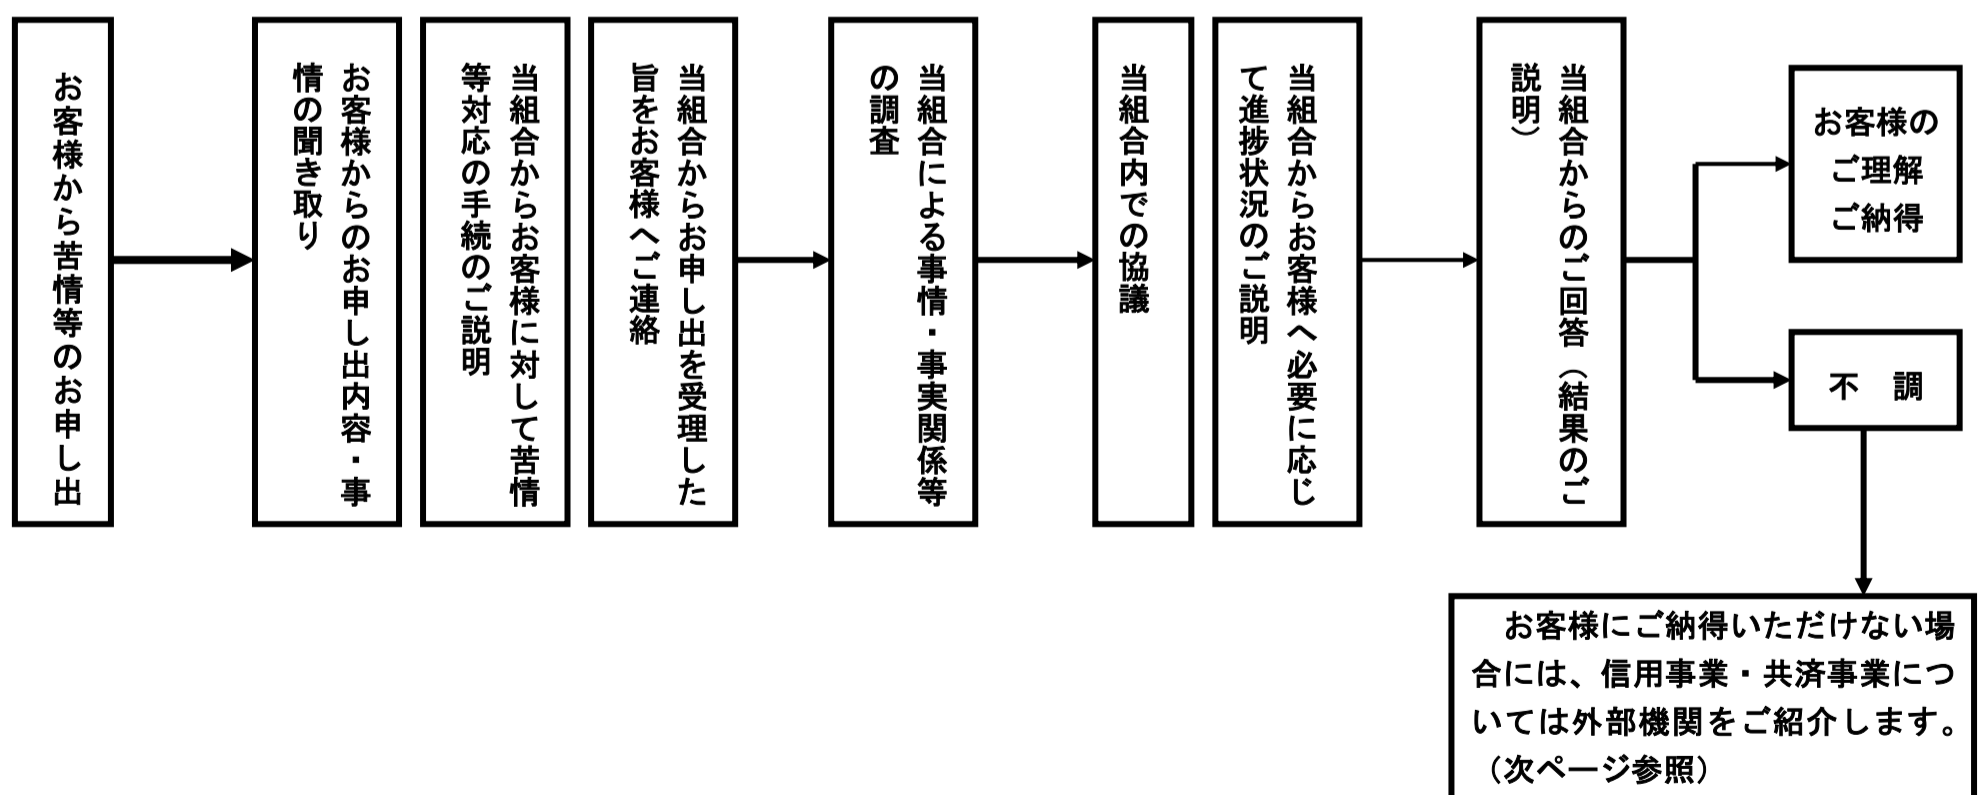 お客様から苦情等のお申し出
お客様からのお申し出内容・事
情の聞き取り
当組合からお客様に対して苦情
等対応の手続のご説明
当組合からお申し出を受理した
旨をお客様へご連絡
当組合による事情・事実関係等
の調査
当組合内での協議
当組合からお客様へ必要に応じ
て進捗状況のご説明
当組合からのご回答（結果のご
説明）
お客様の
ご理解
ご納得
不　調
お客様にご納得いただけない場
合には、信用事業・共済事業につ
いては外部機関をご紹介します。
（次ページ参照）